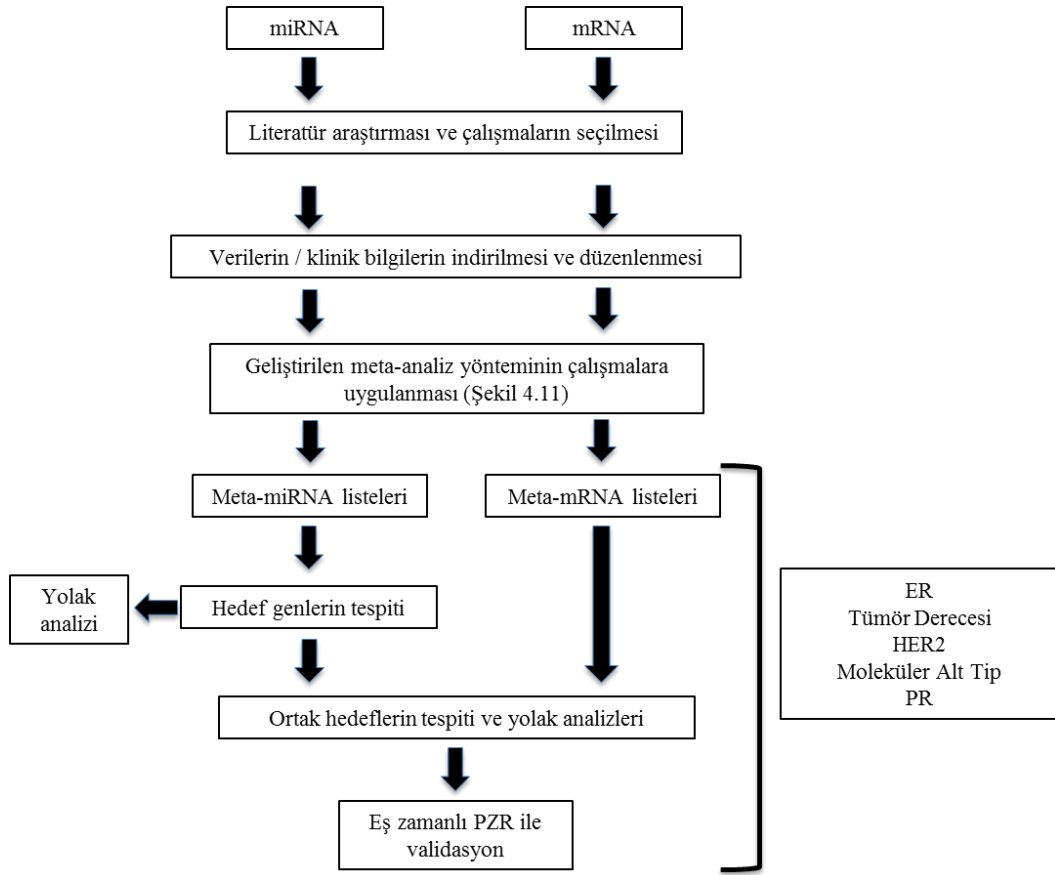 miRNA
mRNA
Literatür araştırması ve çalışmaların seçilmesi
Verilerin / klinik bilgilerin indirilmesi ve düzenlenmesi
Geliştirilen meta-analiz yönteminin çalışmalara
uygulanması (Şekil 4.11)
Meta-miRNA listeleri
Meta-mRNA listeleri
Yolak
analizi
Hedef genlerin tespiti
ER
Tümör Derecesi
HER2
Moleküler Alt Tip
PR
Ortak hedeflerin tespiti ve yolak analizleri
Eş zamanlı PZR ile
validasyon